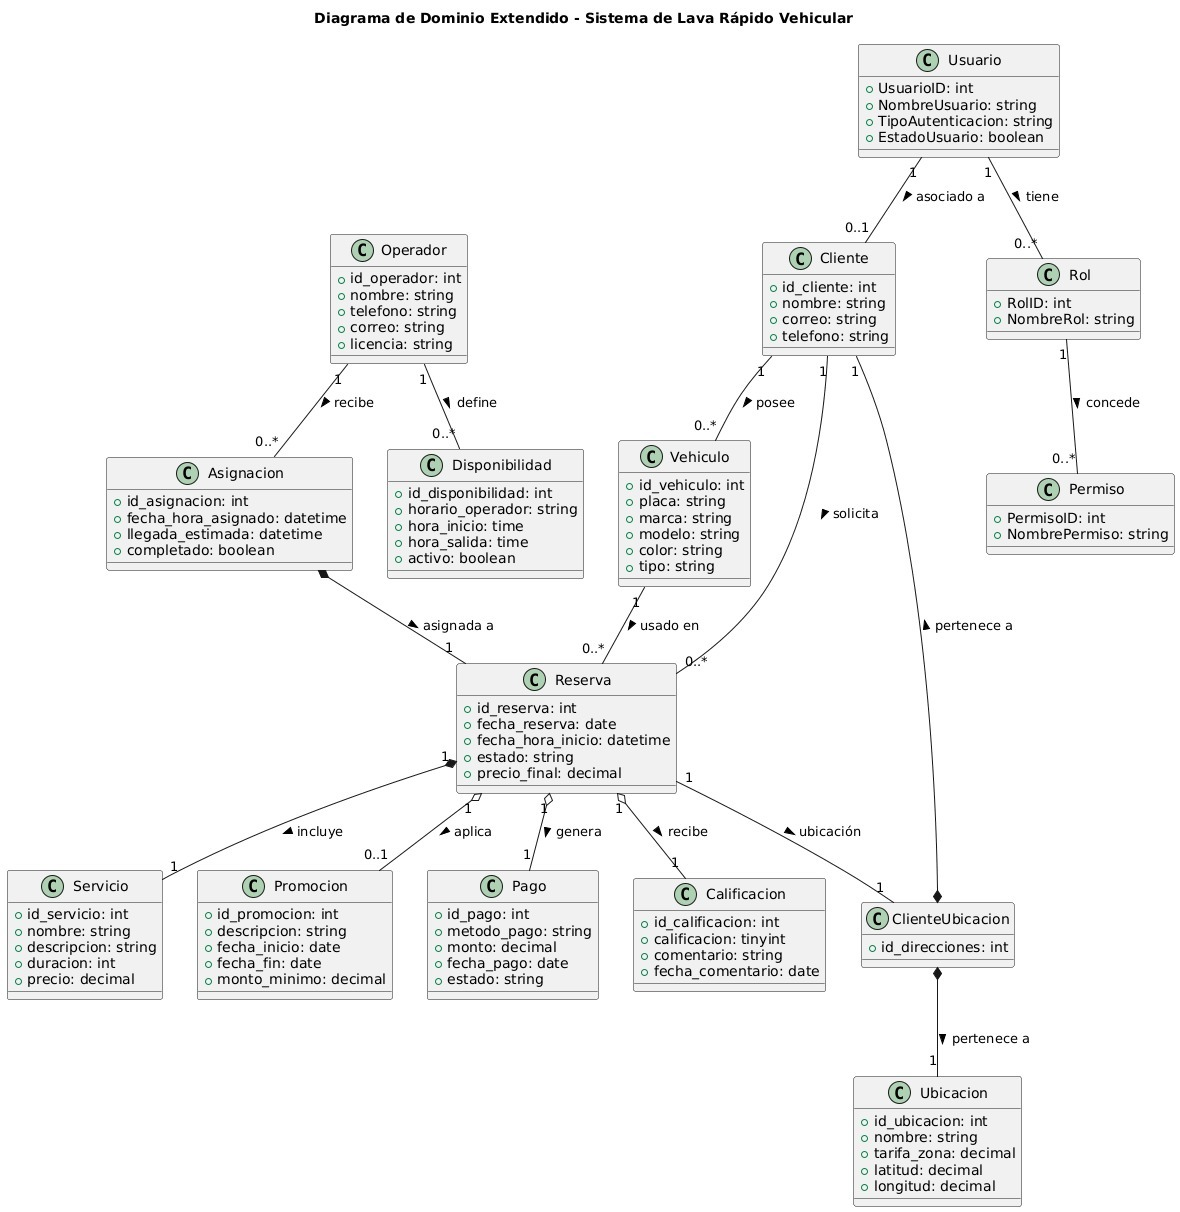 Diagrama de Dominio Extendido - Sistema de Lava Rápido Vehicular
C Usuario
UsuarioID: int
NombreUsuario: string
TipoAutenticacion: string
EstadoUsuario: boolean
1
1
asociado a
tiene
0..1
0..*
C Operador
id_operador: int
nombre: string
telefono: string
correo: string
licencia: string
C Cliente
id_cliente: int
nombre: string
correo: string
telefono: string
C Rol
RolID: int
NombreRol: string
1
1
recibe
define
0..*
0..*
1
1
1
posee
0..*
solicita
0..*
1
concede
0..*
C Asignacion
id_asignacion: int
fecha_hora_asignado: datetime
llegada_estimada: datetime
completado: boolean
C Disponibilidad
id_disponibilidad: int
horario_operador: string
hora_inicio: time
hora_salida: time
activo: boolean
C Vehiculo
id_vehiculo: int
placa: string
marca: string
modelo: string
color: string
tipo: string
C Permiso
PermisoID: int
NombrePermiso: string
asignada a
1
1
usado en
0..*
pertenece a
C Reserva
id_reserva: int
fecha_reserva: date
fecha_hora_inicio: datetime
estado: string
precio_final: decimal
1
1
1
1
1
incluye
aplica
genera
recibe
ubicación
1
0..1
1
1
1
C Servicio
id_servicio: int
nombre: string
descripcion: string
duracion: int
precio: decimal
C Promocion
id_promocion: int
descripcion: string
fecha_inicio: date
fecha_fin: date
monto_minimo: decimal
C Pago
id_pago: int
metodo_pago: string
monto: decimal
fecha_pago: date
estado: string
C Calificacion
id_calificacion: int
calificacion: tinyint
comentario: string
fecha_comentario: date
C ClienteUbicacion
id_direcciones: int
pertenece a
1
C Ubicacion
id_ubicacion: int
nombre: string
tarifa_zona: decimal
latitud: decimal
longitud: decimal